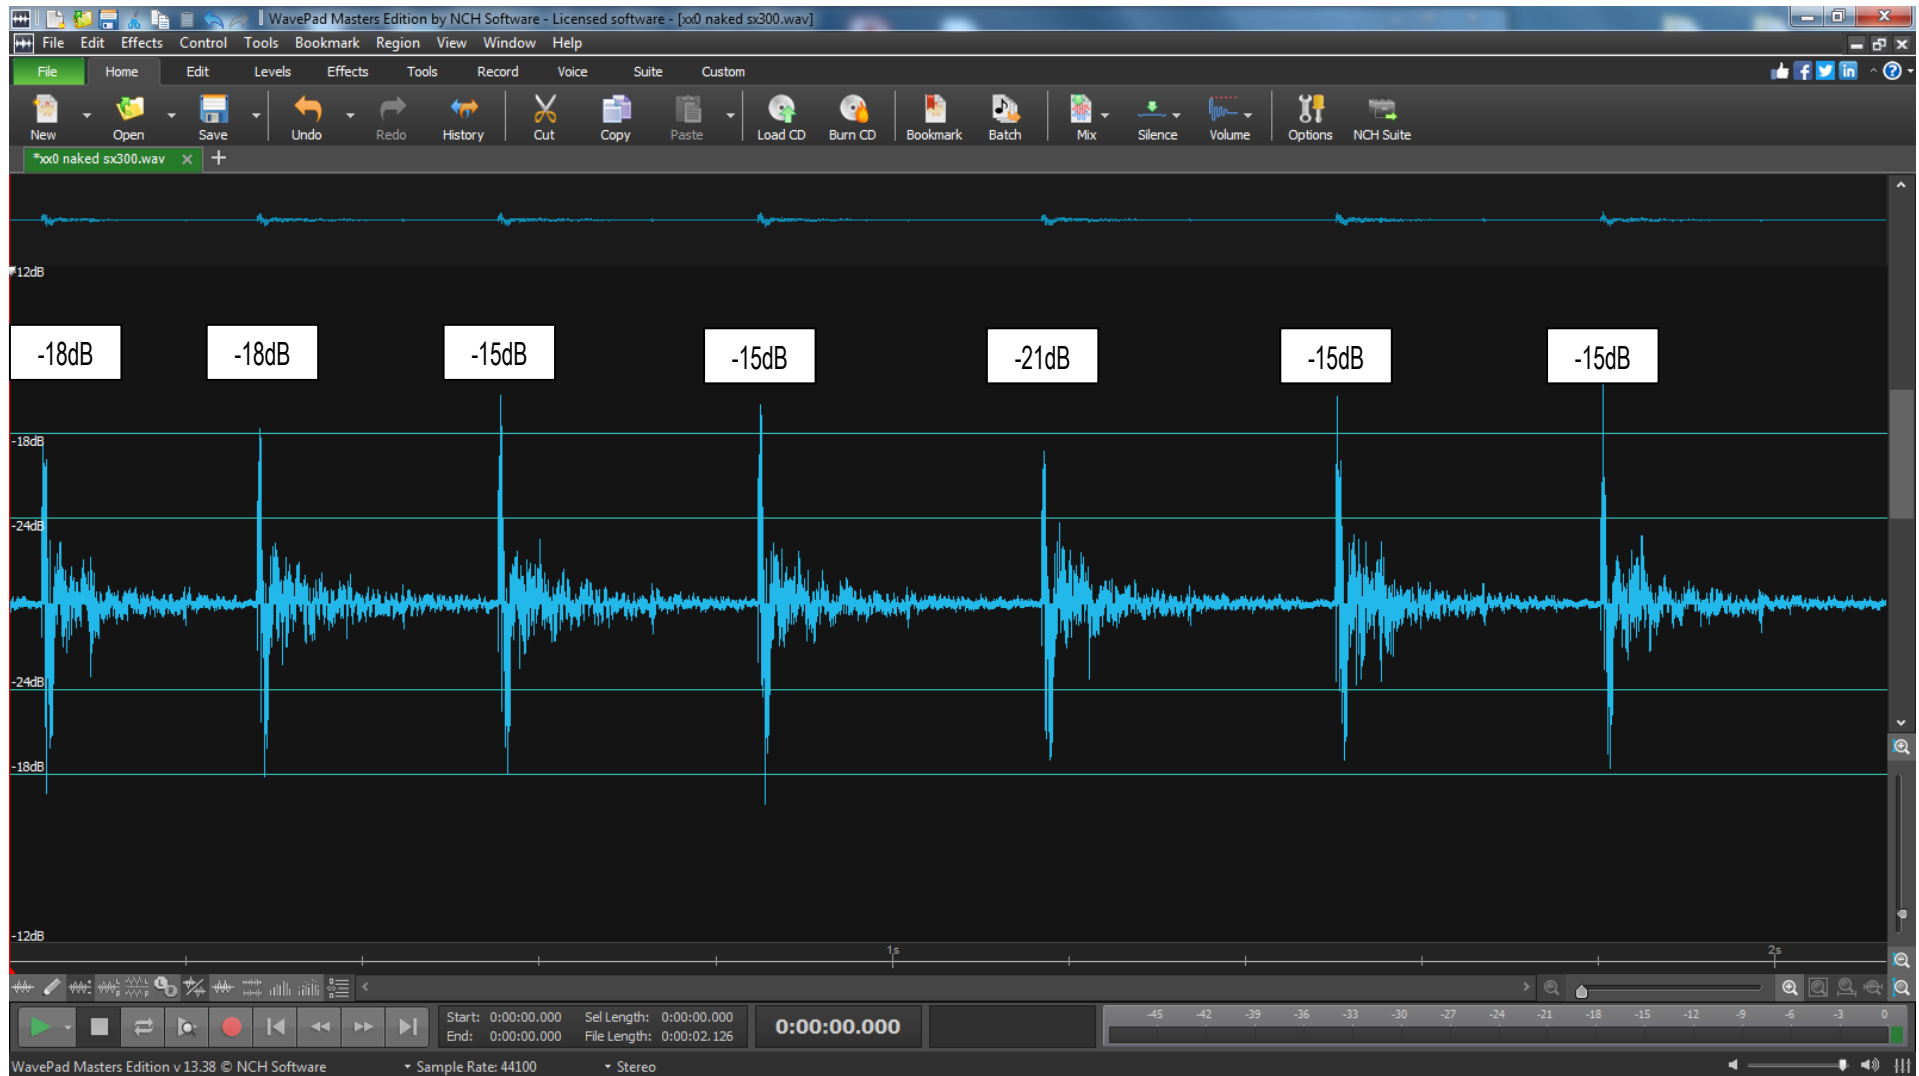 WavePad Masters Edition by NCH Software - Licensed software - [xx0 naked sx300.wav]
File Edit Effects Control Tools Bookmark Region View Window Help
File Home Edit Levels Effects Tools Record Voice Suite Custom
New Open Save Undo Redo History Cut Copy Paste Load CD Burn CD Bookmark Batch Mix Silence Volume Options NCH Suite
*xx0 naked sx300.wav
12dB
-18dB -18dB -15dB -15dB -21dB -15dB -15dB
-18dB
-24dB
-24dB
-18dB
-12dB
1s 2s
Start: 0:00:00.000 Sel Length: 0:00:00.000
End: 0:00:00.000 File Length: 0:00:02.126
0:00:00.000
-45 -42 -39 -36 -33 -30 -27 -24 -21 -18 -15 -12 -9 -6 -3 0
WavePad Masters Edition v 13.38 © NCH Software Sample Rate: 44100 Stereo